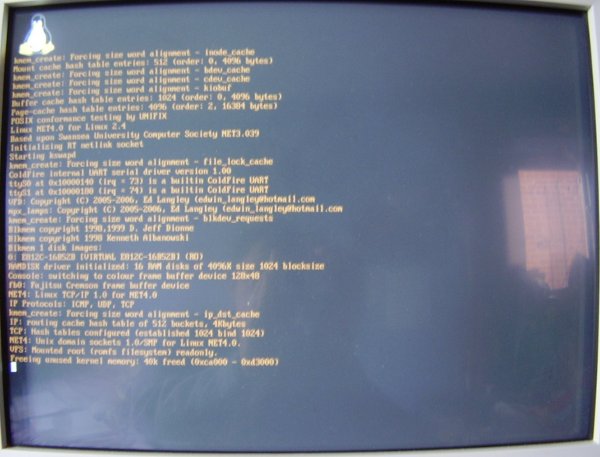 kmem_create: Forcing size word alignment - inode_cache
Mount cache hash table entries: 512 (order: 0, 4096 bytes)
kmem_create: Forcing size word alignment - bdev_cache
kmem_create: Forcing size word alignment - cdev_cache
kmem_create: Forcing size word alignment - kiobuf
Buffer cache hash table entries: 1024 (order: 0, 4096 bytes)
Page-cache hash table entries: 4096 (order: 2, 16384 bytes)
POSIX conformance testing by UNIFIX
Linux NET4.0 for Linux 2.4
Based upon Swansea University Computer Society NET3.039
Initializing RT netlink socket
Starting kswapd
kmem_create: Forcing size word alignment - file_lock_cache
ColdFire internal UART serial driver version 1.00
ttyS0 at 0x10000140 (irq = 73) is a builtin ColdFire UART
ttyS1 at 0x10000180 (irq = 74) is a builtin ColdFire UART
Copyright (C) 2005-2006, Ed Langley (edwin_langley@hotmail.com
mpx_lamps: Copyright (C) 2005-2006, Ed Langley (edwin_langley@hotmail.com
kmem_create: Forcing size word alignment - blkdev_requests
Blkmem copyright 1998,1999 D. Jeff Dionne
Blkmem copyright 1998 Kenneth Albanowski
Blkmem 1 disk images:
RAMDISK driver initialized: 16 RAM disks of 4096K size 1024 blocksize
Console: switching to colour frame buffer device 128x48
fb0: Fujitsu Cremson frame buffer device
NET4: Linux TCP/IP 1.0 for NET4.0
IP Protocols: ICMP, UDP, TCP
kmem_create: Forcing size word alignment - ip_dst_cache
IP: routing cache hash table of 512 buckets, 4Kbytes
TCP: Hash tables configured (established 1024 bind 1024)
NET4: Unix domain sockets 1.0/SMP for Linux NET4.0.
VFS: Mounted root (romfs filesystem) readonly.
Freeing unused kernel memory: 40k freed (0xca000 - 0xd3000)